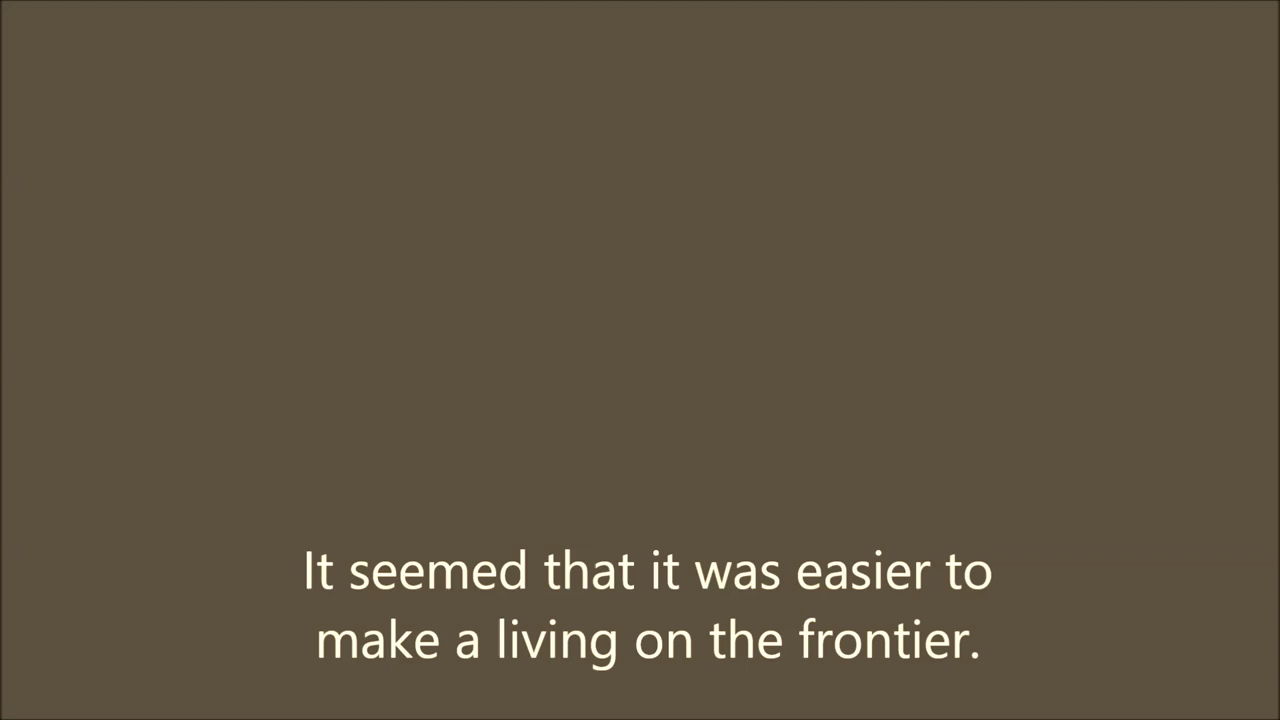 It seemed that it was easier to
make a living on the frontier.